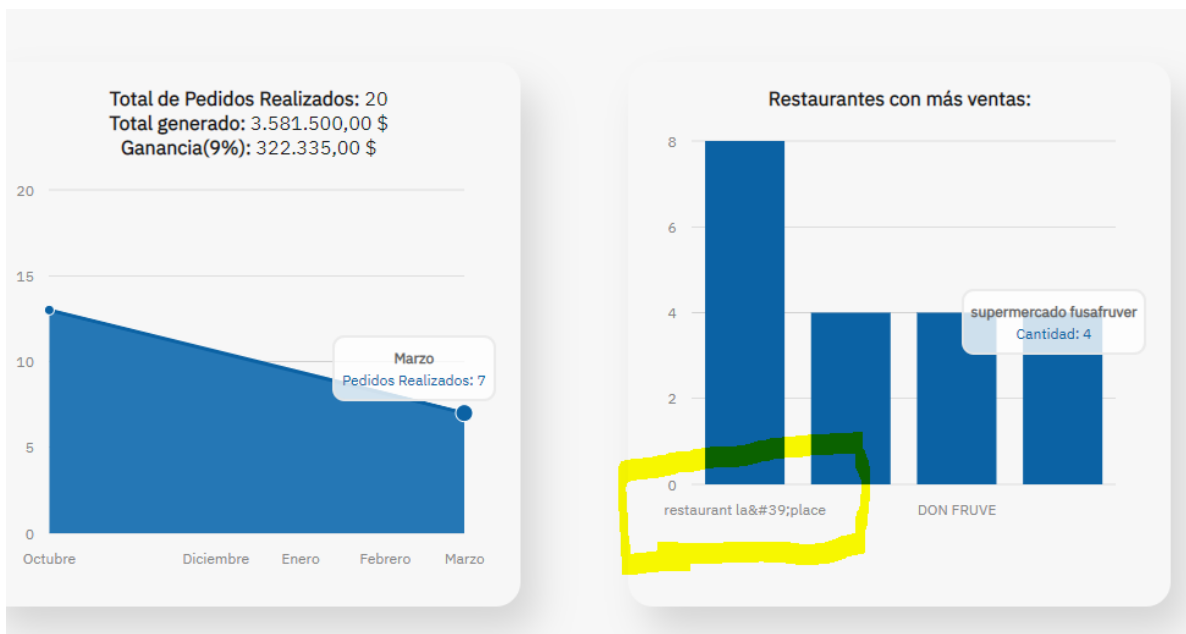 Total de Pedidos Realizados: 20
Total generado: 3.581.500,00 $
Ganancia(9%): 322.335,00 $
20
15
10
5
0
Marzo
Pedidos Realizados: 7
Octubre
Diciembre
Enero
Febrero
Marzo
Restaurantes con más ventas:
8
6
4
2
0
supermercado fusafruver
Cantidad: 4
restaurant la&#39;place
DON FRUVE